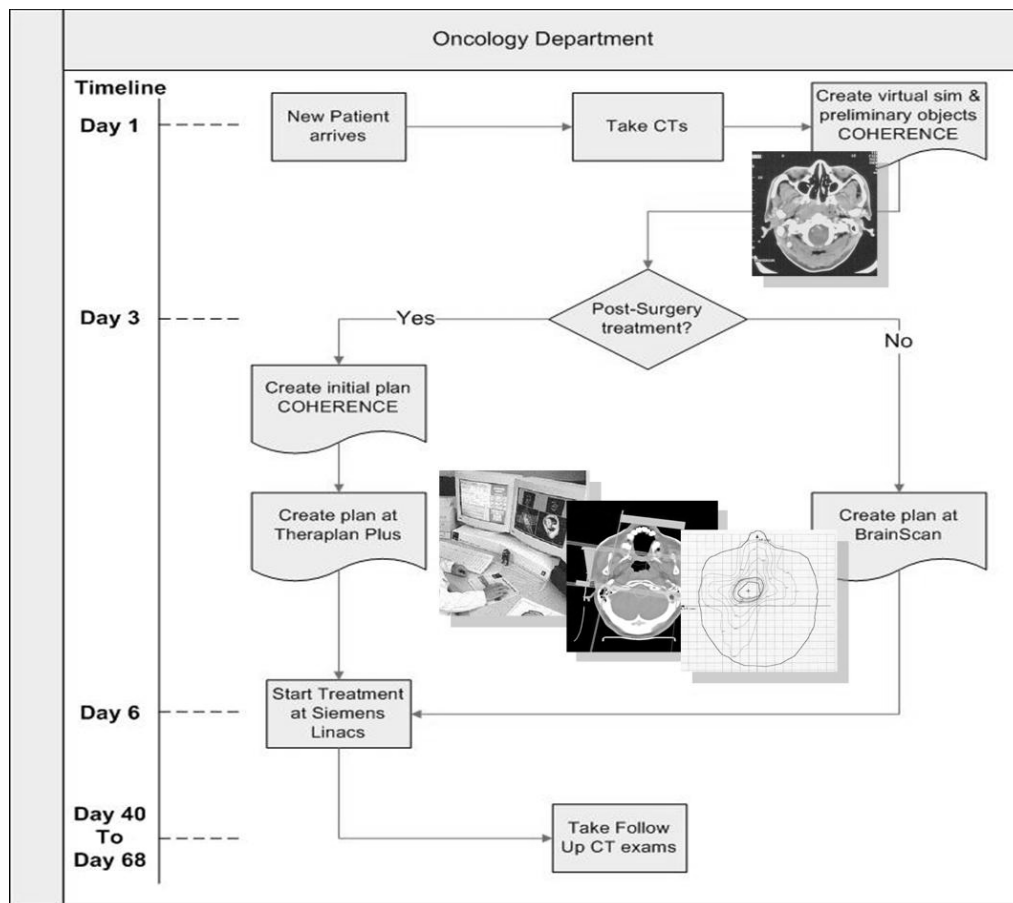 Oncology Department
Timeline
Day 1
New Patient
arrives
Take CTs
Create virtual sim &
preliminary objects
COHERENCE
Day 3
Post-Surgery
treatment?
Yes
No
Create initial plan
COHERENCE
Create plan at
Theraplan Plus
Create plan at
BrainScan
Day 6
Start Treatment
at Siemens
Linacs
Day 40
To
Day 68
Take Follow
Up CT exams